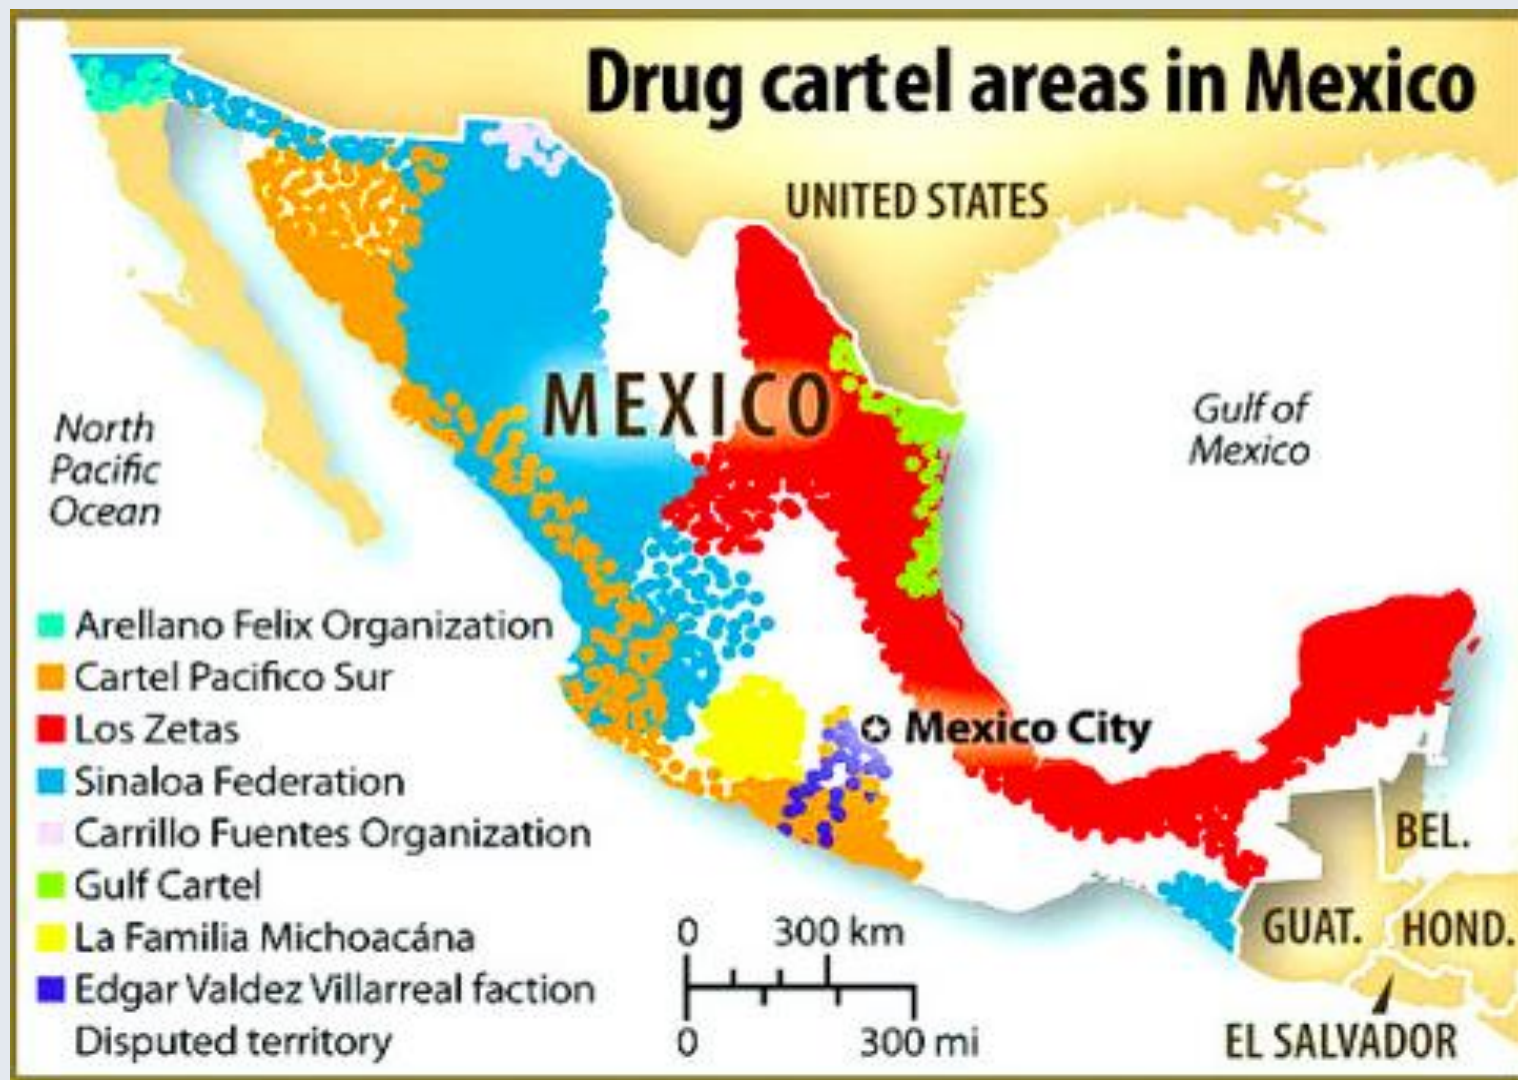 Drug cartel areas in Mexico
UNITED STATES
MEXICO
Gulf of
Mexico
North
Pacific
Ocean
Mexico City
Arellano Felix Organization
Cartel Pacifico Sur
Los Zetas
Sinaloa Federation
Carrillo Fuentes Organization
Gulf Cartel
La Familia Michoacána
Edgar Valdez Villarreal faction
Disputed territory
0 300 km
0 300 mi
BEL.
GUAT.
HOND.
EL SALVADOR